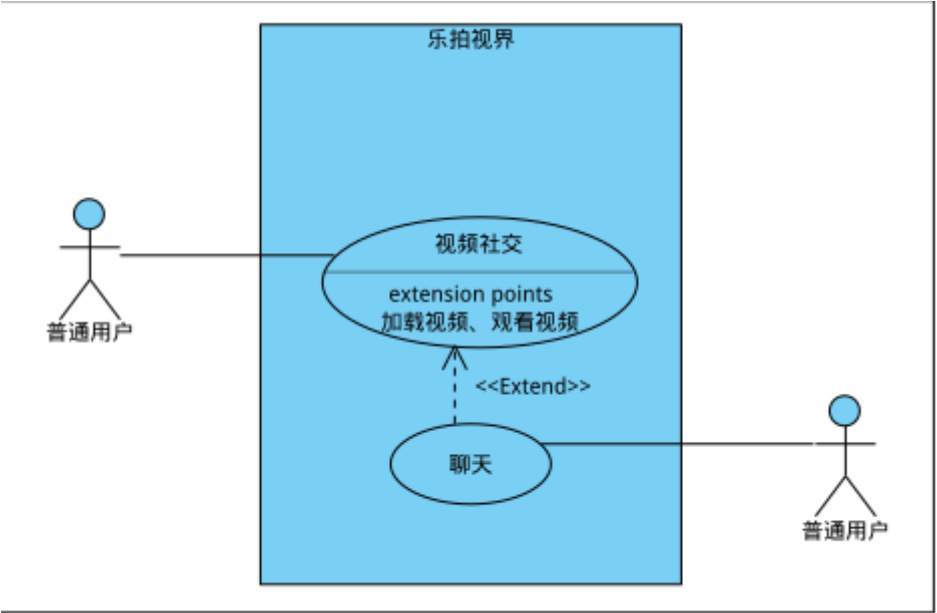 乐拍视界
视频社交
extension points
加载视频、观看视频
普通用户
<<Extend>>
聊天
普通用户